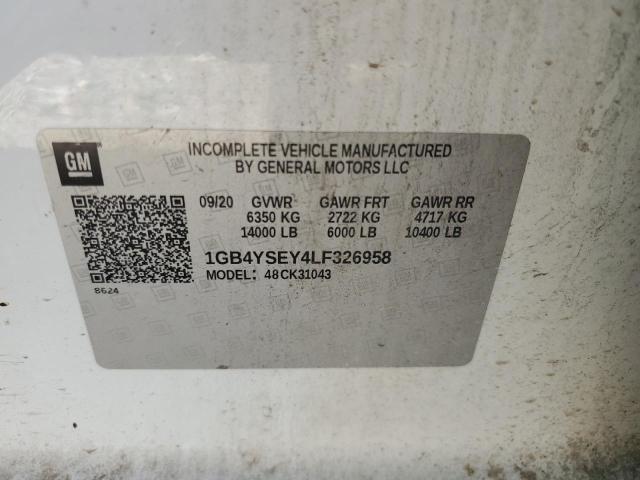 GM
INCOMPLETE VEHICLE MANUFACTURED
BY GENERAL MOTORS LLC
09/20 GVWR GAWR FRT GAWR RR
6350 KG 2722 KG 4717 KG
14000 LB 6000 LB 10400 LB
1GB4YSEY4LF326958
MODEL: 48CK31043
8624